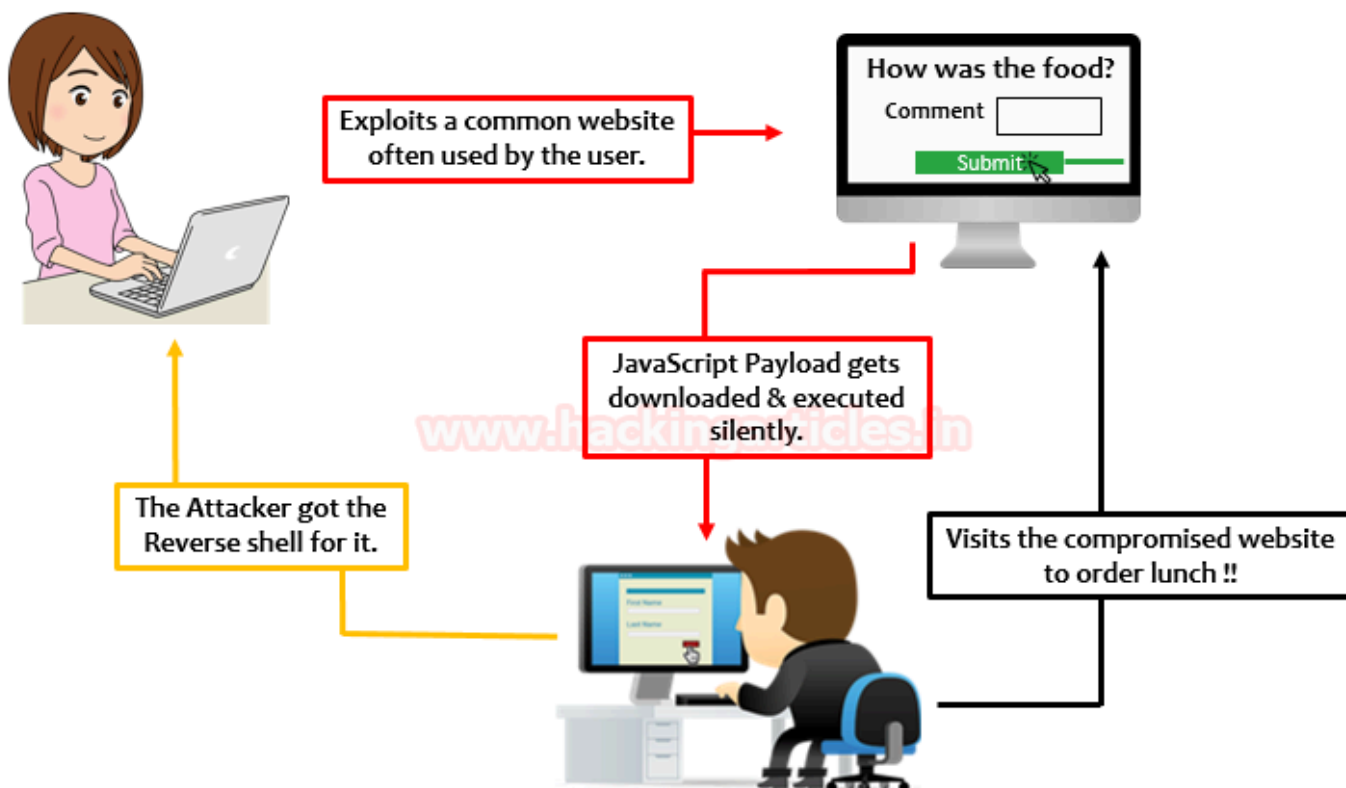 How was the food?
Comment
Submit
Exploits a common website
often used by the user.
JavaScript Payload gets
downloaded & executed
silently.
www.hackingarticles.in
The Attacker got the
Reverse shell for it.
Visits the compromised website
to order lunch !!
First Name
Last Name